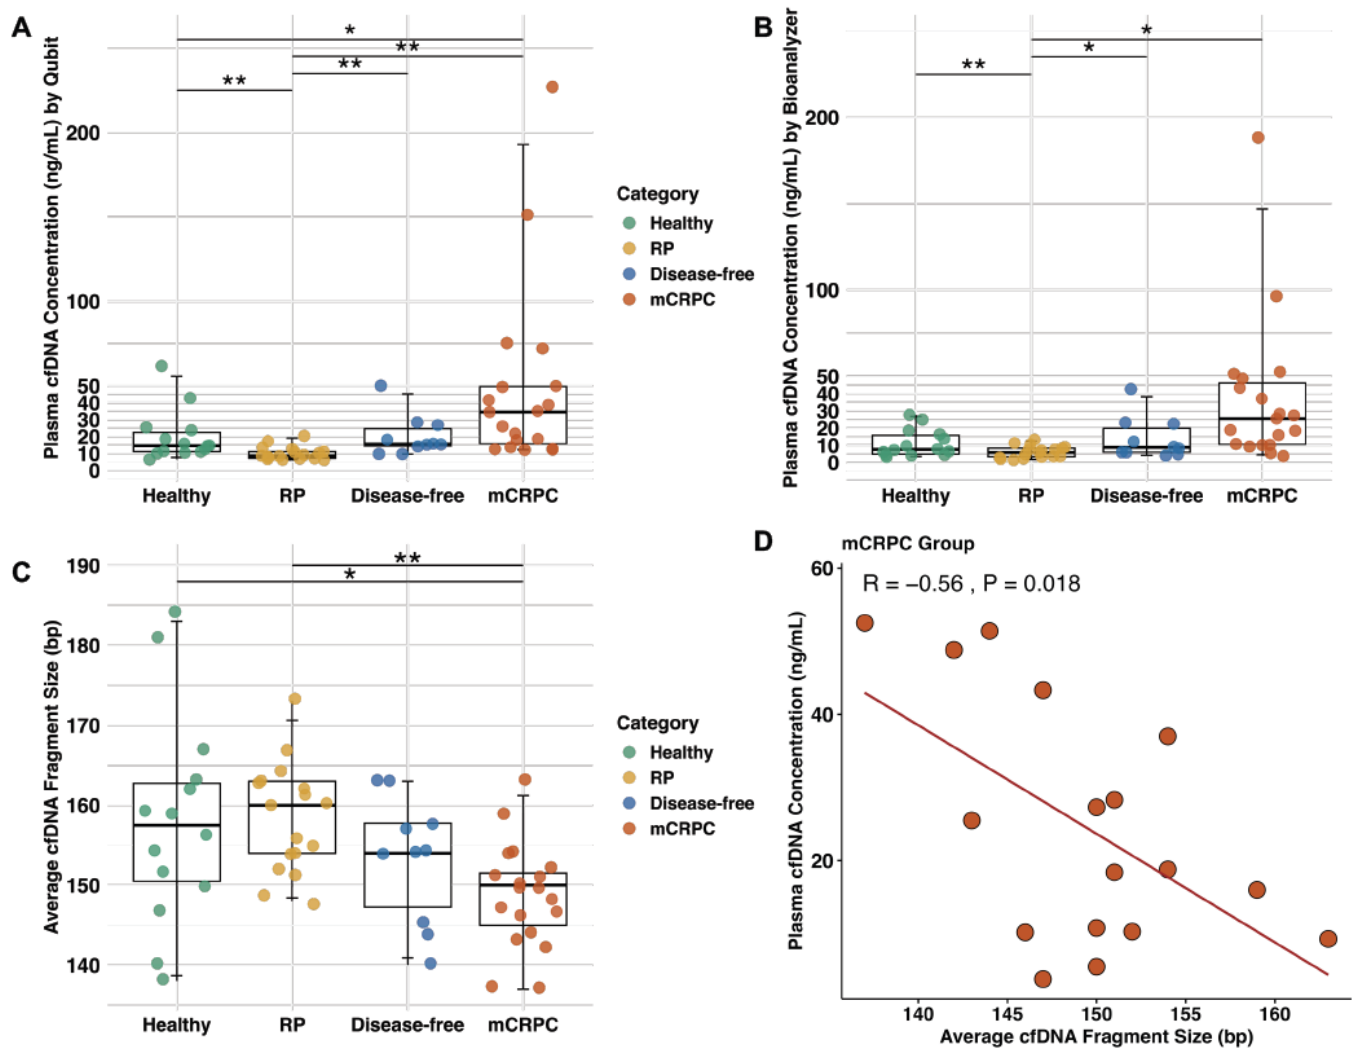 A
Plasma cfDNA Concentration (ng/mL) by Qubit
200
100
50
40
30
20
10
0
*
**
**
**
Healthy
RP
Disease-free
mCRPC
Category
Healthy
RP
Disease-free
mCRPC
B
Plasma cfDNA Concentration (ng/mL) by Bioanalyzer
200
100
50
40
30
20
10
0
*
*
**
Healthy
RP
Disease-free
mCRPC
C
Average cfDNA Fragment Size (bp)
190
180
170
160
150
140
**
*
Healthy
RP
Disease-free
mCRPC
Category
Healthy
RP
Disease-free
mCRPC
D
mCRPC Group
R = −0.56 , P = 0.018
Plasma cfDNA Concentration (ng/mL)
60
40
20
140
145
150
155
160
Average cfDNA Fragment Size (bp)